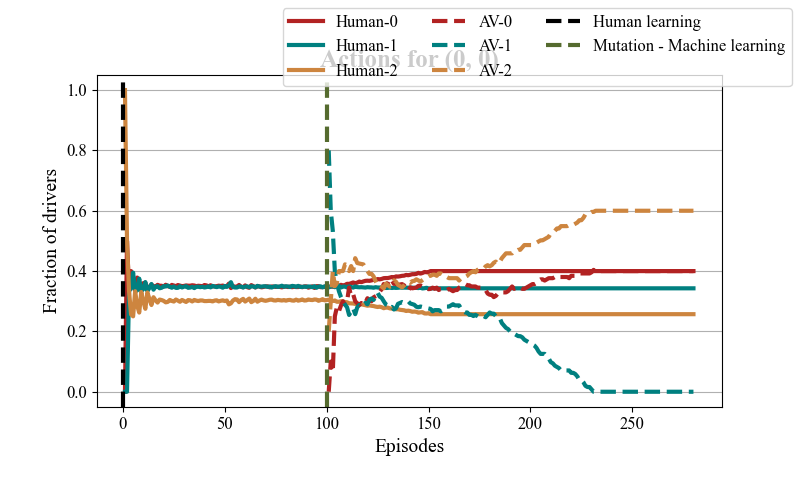 Human-0 AV-0 Human learning
Human-1 AV-1 Mutation - Machine learning
Human-2 AV-2
Actions for (0, 0)
1.0
0.8
0.6
0.4
0.2
0.0
Fraction of drivers
0 50 100 150 200 250
Episodes